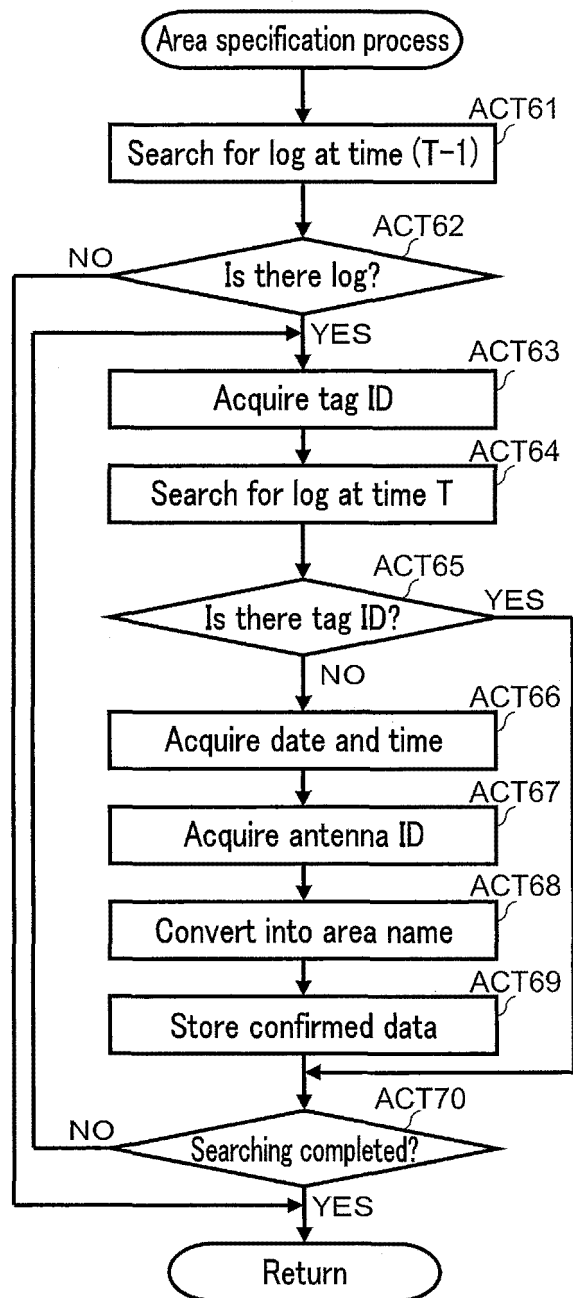 Area specification process
ACT61
Search for log at time (T-1)
ACT62
NO
Is there log?
YES
ACT63
Acquire tag ID
ACT64
Search for log at time T
ACT65
Is there tag ID?
YES
NO
ACT66
Acquire date and time
ACT67
Acquire antenna ID
ACT68
Convert into area name
ACT69
Store confirmed data
ACT70
NO
Searching completed?
YES
Return